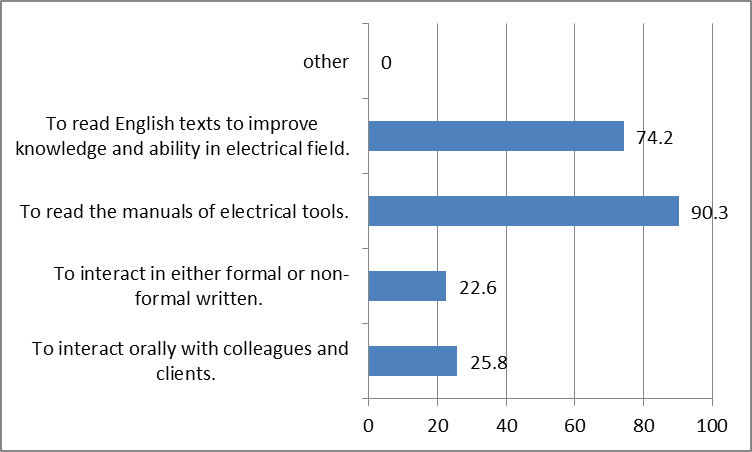 other
0
To read English texts to improve
knowledge and ability in electrical field.
74.2
To read the manuals of electrical tools.
90.3
To interact in either formal or non-
formal written.
22.6
To interact orally with colleagues and
clients.
25.8
0 20 40 60 80 100